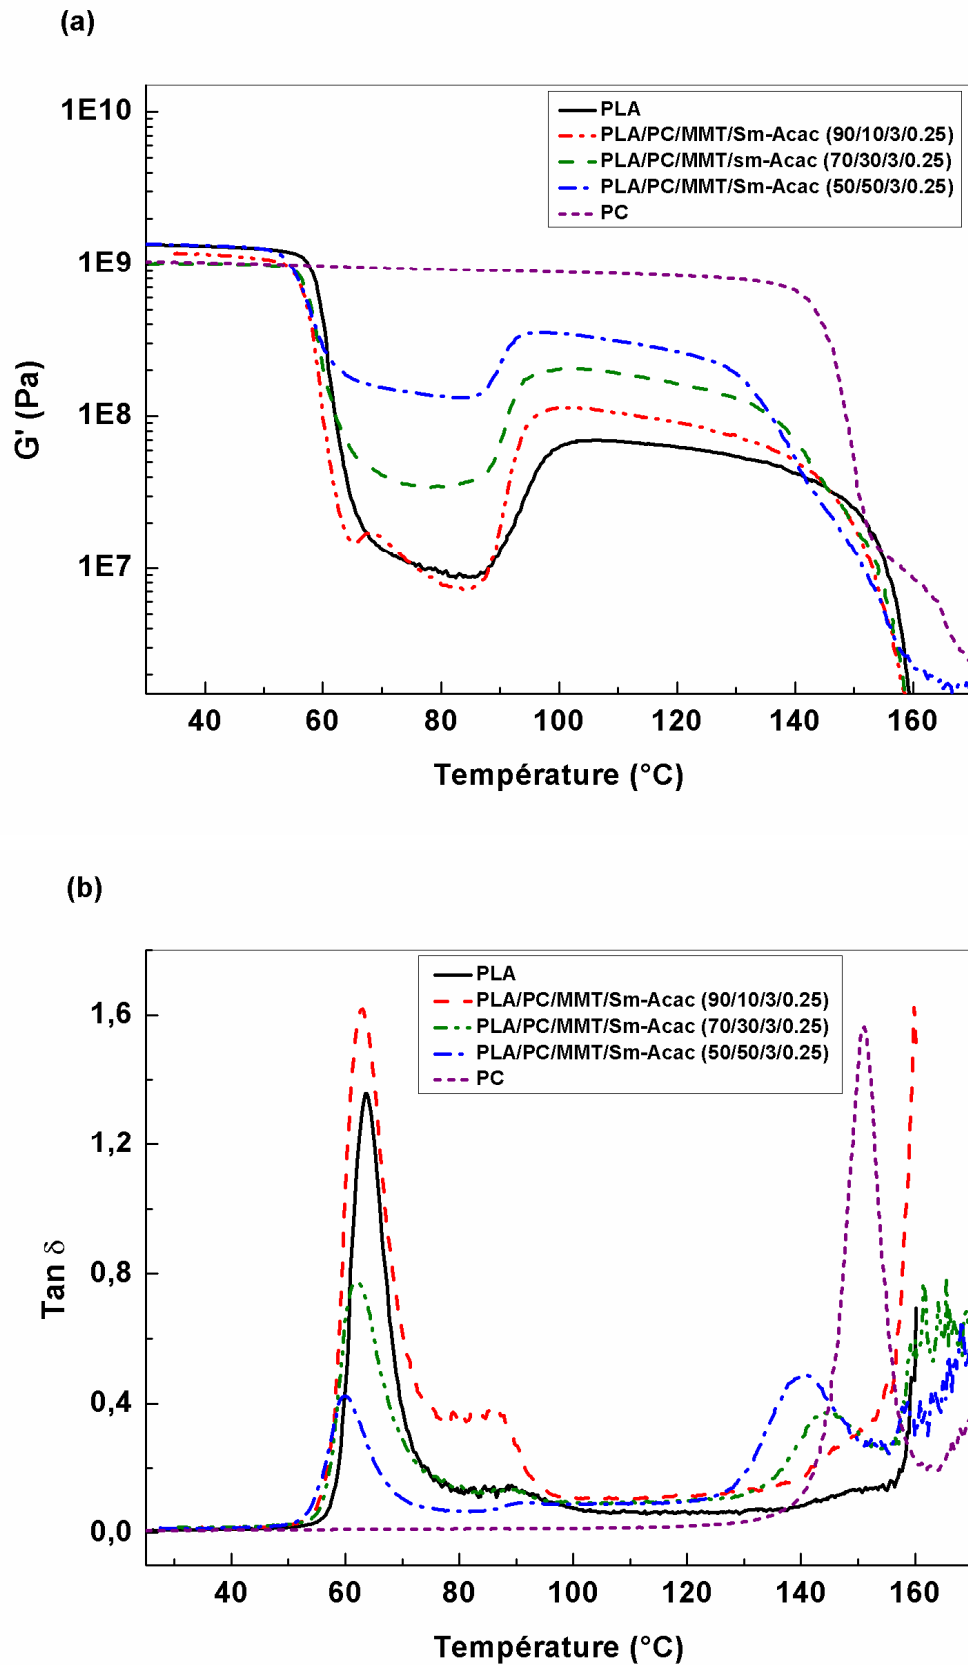 (a)
1E10
1E9
1E8
1E7
G' (Pa)
PLA
PLA/PC/MMT/Sm-Acac (90/10/3/0.25)
PLA/PC/MMT/sm-Acac (70/30/3/0.25)
PLA/PC/MMT/Sm-Acac (50/50/3/0.25)
PC
40 60 80 100 120 140 160
Température (°C)
(b)
1,6
1,2
0,8
0,4
0,0
Tan δ
PLA
PLA/PC/MMT/Sm-Acac (90/10/3/0.25)
PLA/PC/MMT/Sm-Acac (70/30/3/0.25)
PLA/PC/MMT/Sm-Acac (50/50/3/0.25)
PC
40 60 80 100 120 140 160
Température (°C)